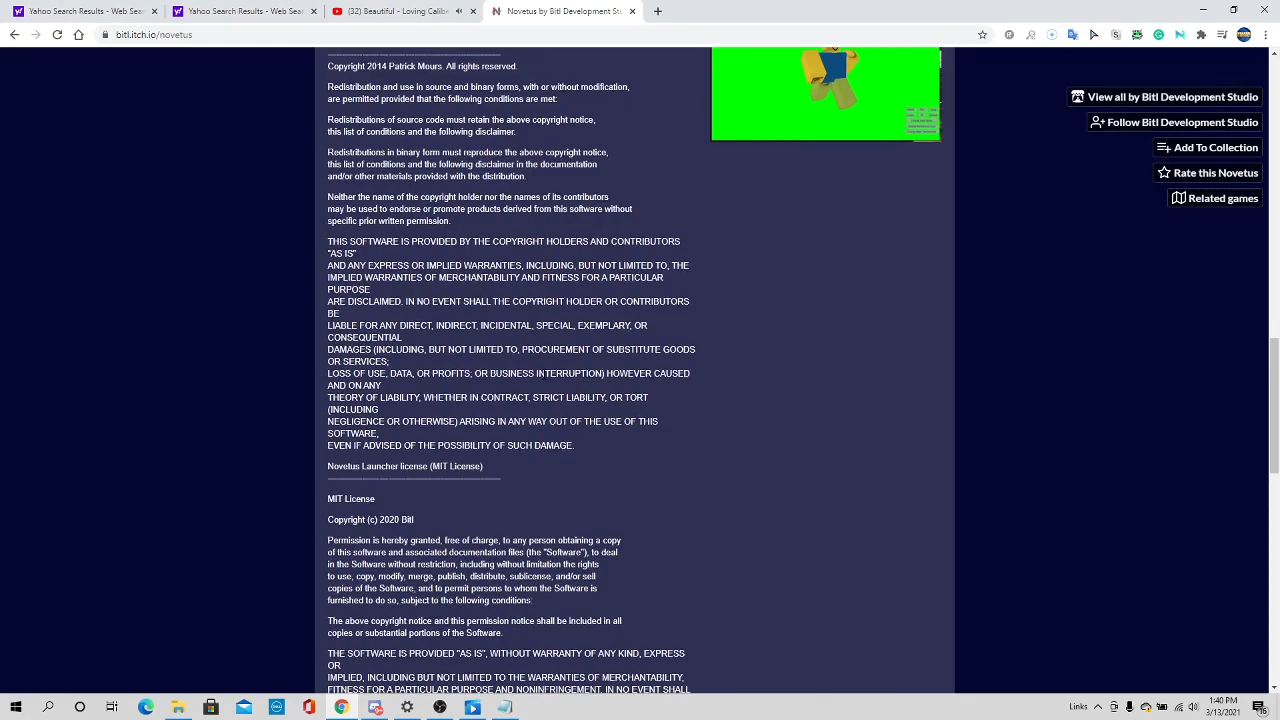 Yahoo Search Results - Web Sear
Yahoo Search Results - Web Sear
(32) Beautiful - Loving Calibe
Novetus by Bitl Development Stu
bitl.itch.io/novetus
View all by Bitl Development Studio
Follow Bitl Development Studio
Add To Collection
Rate this Novetus
Related games
Copyright 2014 Patrick Mours. All rights reserved.
Redistribution and use in source and binary forms, with or without modification,
are permitted provided that the following conditions are met:
Redistributions of source code must retain the above copyright notice,
this list of conditions and the following disclaimer.
Redistributions in binary form must reproduce the above copyright notice,
this list of conditions and the following disclaimer in the documentation
and/or other materials provided with the distribution.
Neither the name of the copyright holder nor the names of its contributors
may be used to endorse or promote products derived from this software without
specific prior written permission.
THIS SOFTWARE IS PROVIDED BY THE COPYRIGHT HOLDERS AND CONTRIBUTORS
"AS IS"
AND ANY EXPRESS OR IMPLIED WARRANTIES, INCLUDING, BUT NOT LIMITED TO, THE
IMPLIED WARRANTIES OF MERCHANTABILITY AND FITNESS FOR A PARTICULAR
PURPOSE
ARE DISCLAIMED. IN NO EVENT SHALL THE COPYRIGHT HOLDER OR CONTRIBUTORS
BE
LIABLE FOR ANY DIRECT, INDIRECT, INCIDENTAL, SPECIAL, EXEMPLARY, OR
CONSEQUENTIAL
DAMAGES (INCLUDING, BUT NOT LIMITED TO, PROCUREMENT OF SUBSTITUTE GOODS
OR SERVICES;
LOSS OF USE, DATA, OR PROFITS; OR BUSINESS INTERRUPTION) HOWEVER CAUSED
AND ON ANY
THEORY OF LIABILITY, WHETHER IN CONTRACT, STRICT LIABILITY, OR TORT
(INCLUDING
NEGLIGENCE OR OTHERWISE) ARISING IN ANY WAY OUT OF THE USE OF THIS
SOFTWARE,
EVEN IF ADVISED OF THE POSSIBILITY OF SUCH DAMAGE.
Novetus Launcher license (MIT License)
MIT License
Copyright (c) 2020 Bitl
Permission is hereby granted, free of charge, to any person obtaining a copy
of this software and associated documentation files (the "Software"), to deal
in the Software without restriction, including without limitation the rights
to use, copy, modify, merge, publish, distribute, sublicense, and/or sell
copies of the Software, and to permit persons to whom the Software is
furnished to do so, subject to the following conditions:
The above copyright notice and this permission notice shall be included in all
copies or substantial portions of the Software.
THE SOFTWARE IS PROVIDED "AS IS", WITHOUT WARRANTY OF ANY KIND, EXPRESS
OR
IMPLIED, INCLUDING BUT NOT LIMITED TO THE WARRANTIES OF MERCHANTABILITY,
FITNESS FOR A PARTICULAR PURPOSE AND NONINFRINGEMENT. IN NO EVENT SHALL
Links
1:40 PM
3/13/2021